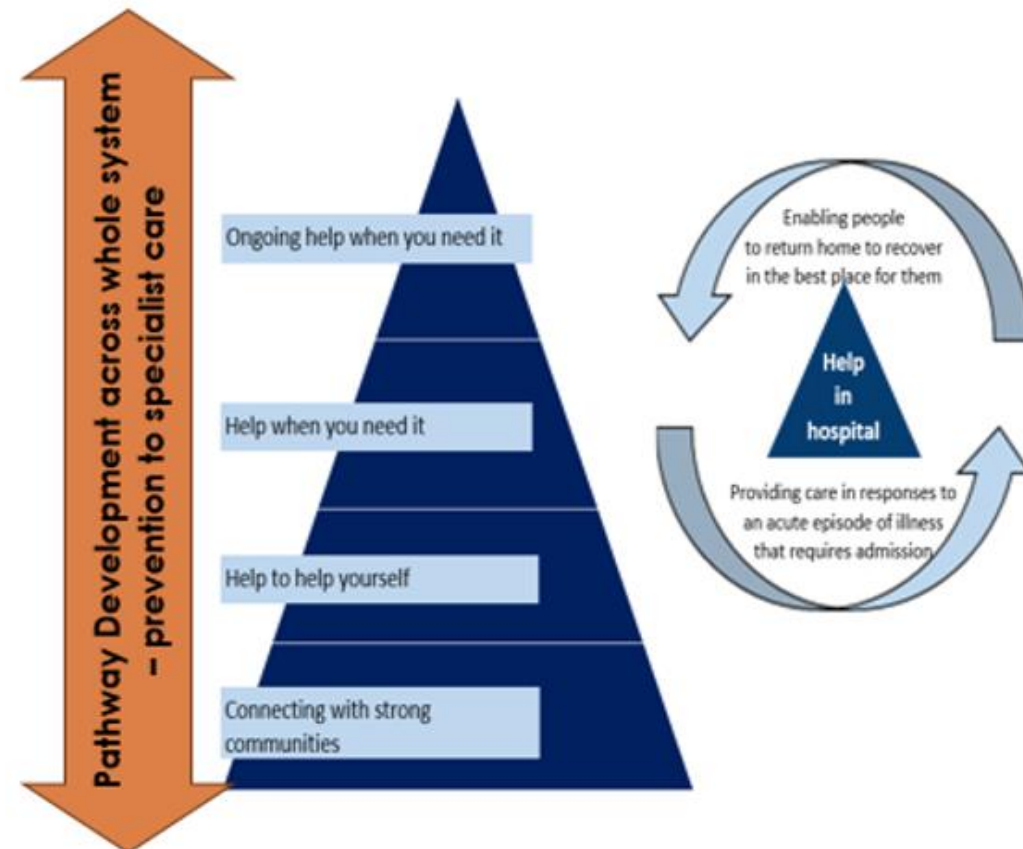 Pathway Development across whole system
– prevention to specialist care
Ongoing help when you need it
Help when you need it
Help to help yourself
Connecting with strong
communities
Enabling people
to return home to recover
in the best place for them
Help
in
hospital
Providing care in responses to
an acute episode of illness
that requires admission